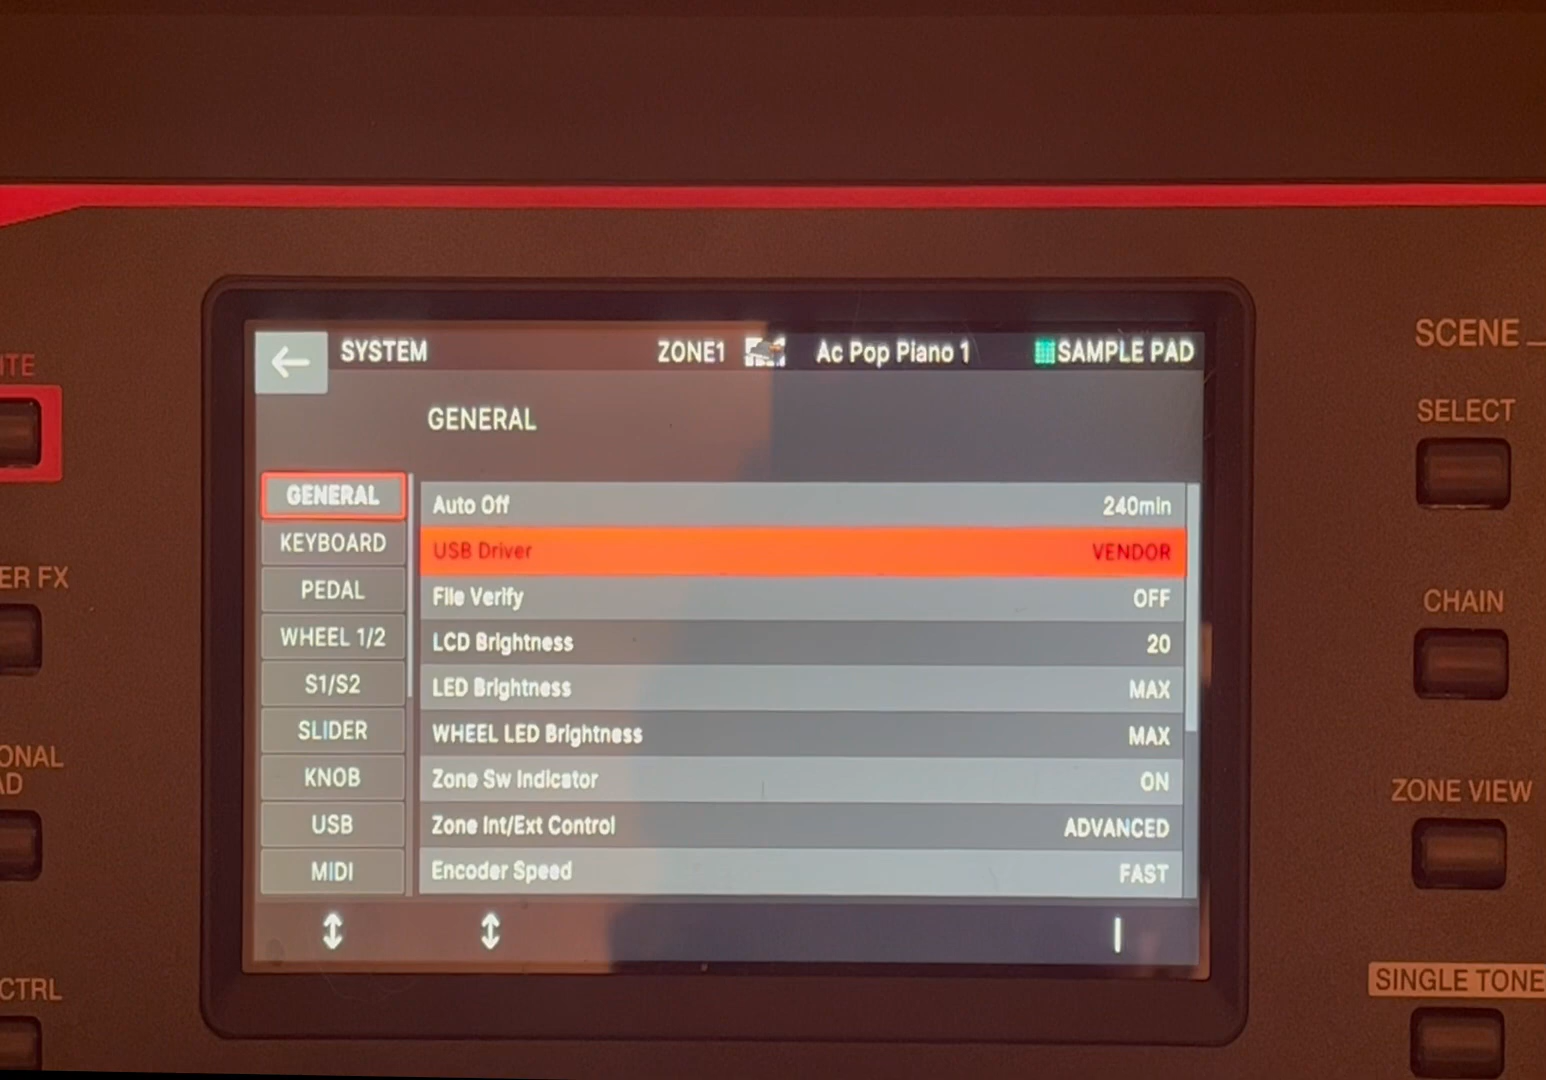 SYSTEM ZONE1 Ac Pop Piano 1 SAMPLE PAD
GENERAL
GENERAL
KEYBOARD
PEDAL
WHEEL 1/2
S1/S2
SLIDER
KNOB
USB
MIDI
Auto Off 240min
USB Driver VENDOR
File Verify OFF
LCD Brightness 20
LED Brightness MAX
WHEEL LED Brightness MAX
Zone Sw Indicator ON
Zone Int/Ext Control ADVANCED
Encoder Speed FAST
SCENE
SELECT
CHAIN
ZONE VIEW
SINGLE TONE
FX
CTRL